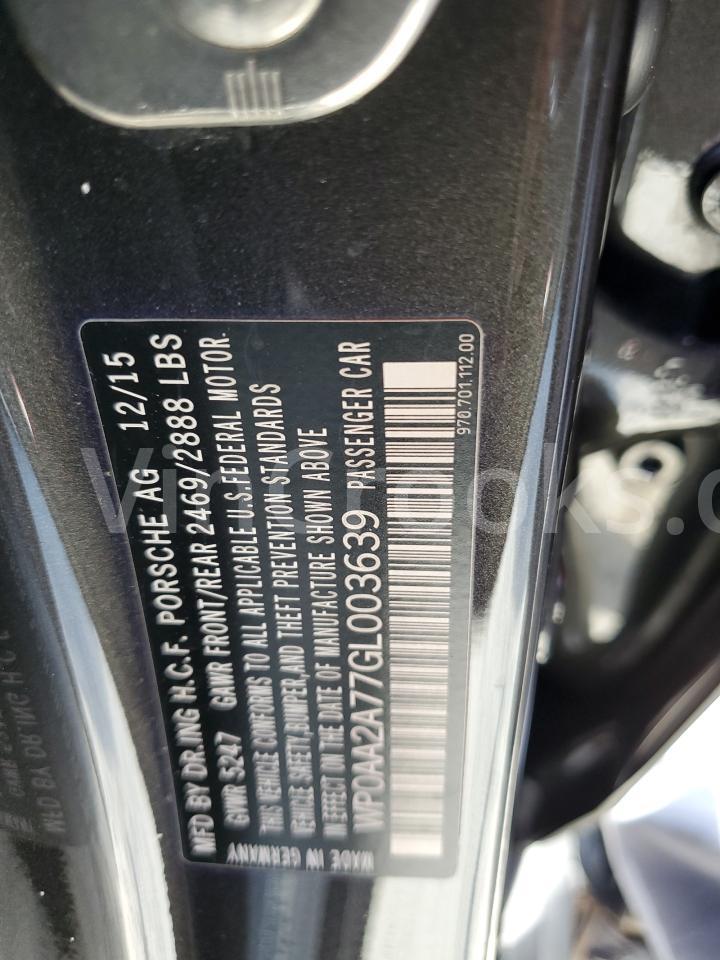 MFD BY DR.ING H.C.F. PORSCHE AG 12/15
GVWR 5247 GAWR FRONT/REAR 2469/2888 LBS
THIS VEHICLE CONFORMS TO ALL APPLICABLE U.S.FEDERAL MOTOR.
VEHICLE SAFETY,BUMPER,AND THEFT PREVENTION STANDARDS
IN EFFECT ON THE DATE OF MANUFACTURE SHOWN ABOVE
WP0AA2A77GL003639 PASSENGER CAR
MADE IN GERMANY
970.701.112.00
VinCrooks.c